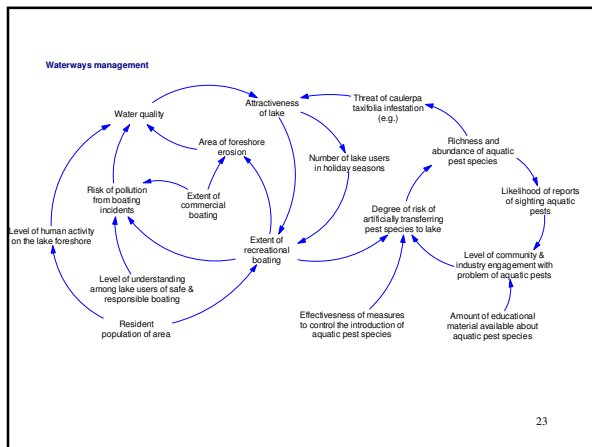 Waterways management
Water quality
Attractiveness
of lake
Threat of caulerpa
taxifolia infestation
(e.g.)
Area of foreshore
erosion
Richness and
abundance of aquatic
pest species
Number of lake users
in holiday seasons
Risk of pollution
from boating
incidents
Extent of
commercial
boating
Likelihood of reports
of sighting aquatic
pests
Level of human activity
on the lake foreshore
Degree of risk of
artificially transferring
pest species to lake
Extent of
recreational
boating
Level of community &
industry engagement with
problem of aquatic pests
Level of understanding
among lake users of safe &
responsible boating
Resident
population of area
Effectiveness of measures
to control the introduction of
aquatic pest species
Amount of educational
material available about
aquatic pest species
23